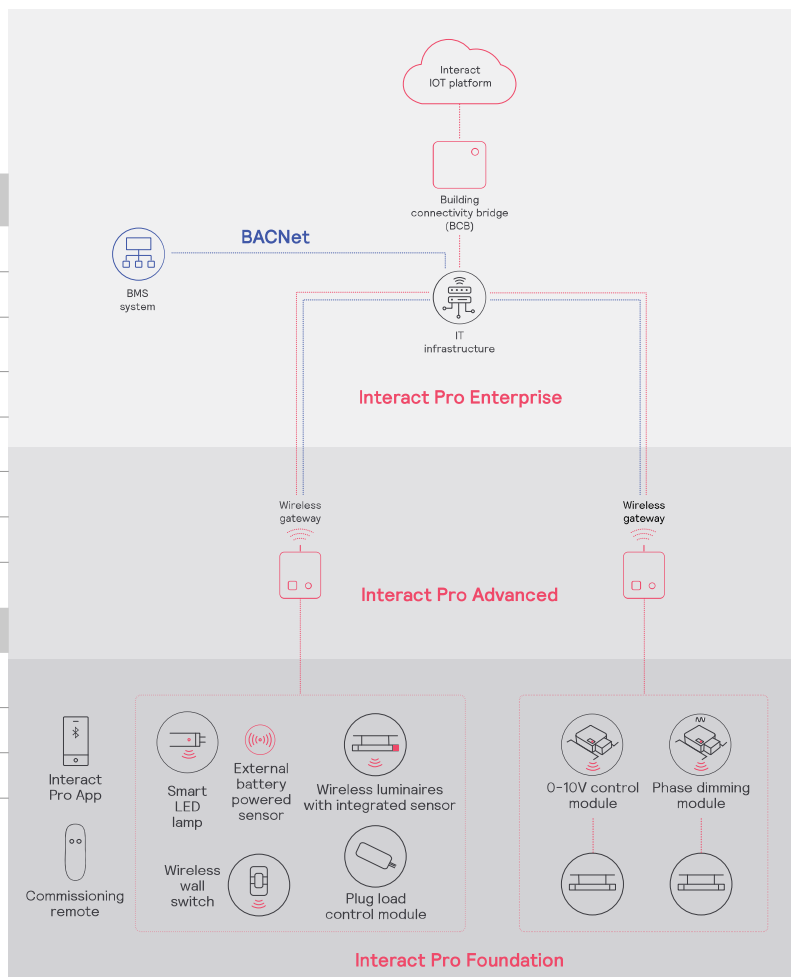 Interact
IOT platform
Building
connectivity bridge
(BCB)
BACNet
BMS
system
IT
infrastructure
Interact Pro Enterprise
Wireless
gateway
Wireless
gateway
Interact Pro Advanced
Interact
Pro App
Smart
LED
lamp
External
battery
powered
sensor
Wireless luminaires
with integrated sensor
0-10V control
module
Phase dimming
module
Commissioning
remote
Wireless
wall
switch
Plug load
control module
Interact Pro Foundation